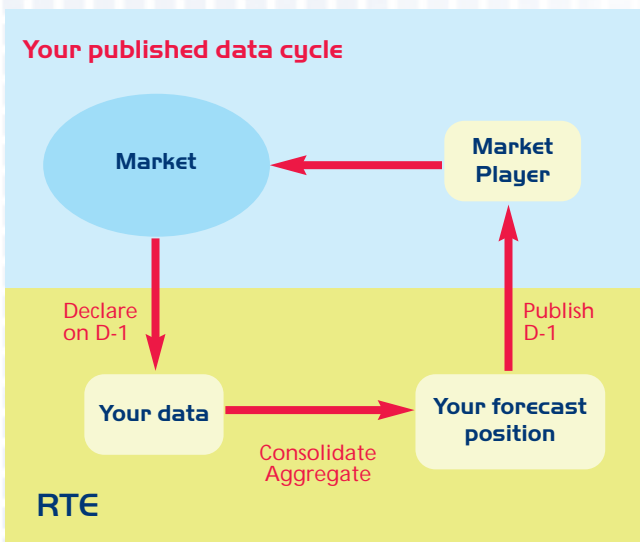 Your published data cycle
Market
Market
Player
Declare
on D-1
Publish
D-1
Your data
Your forecast
position
Consolidate
Aggregate
RTE